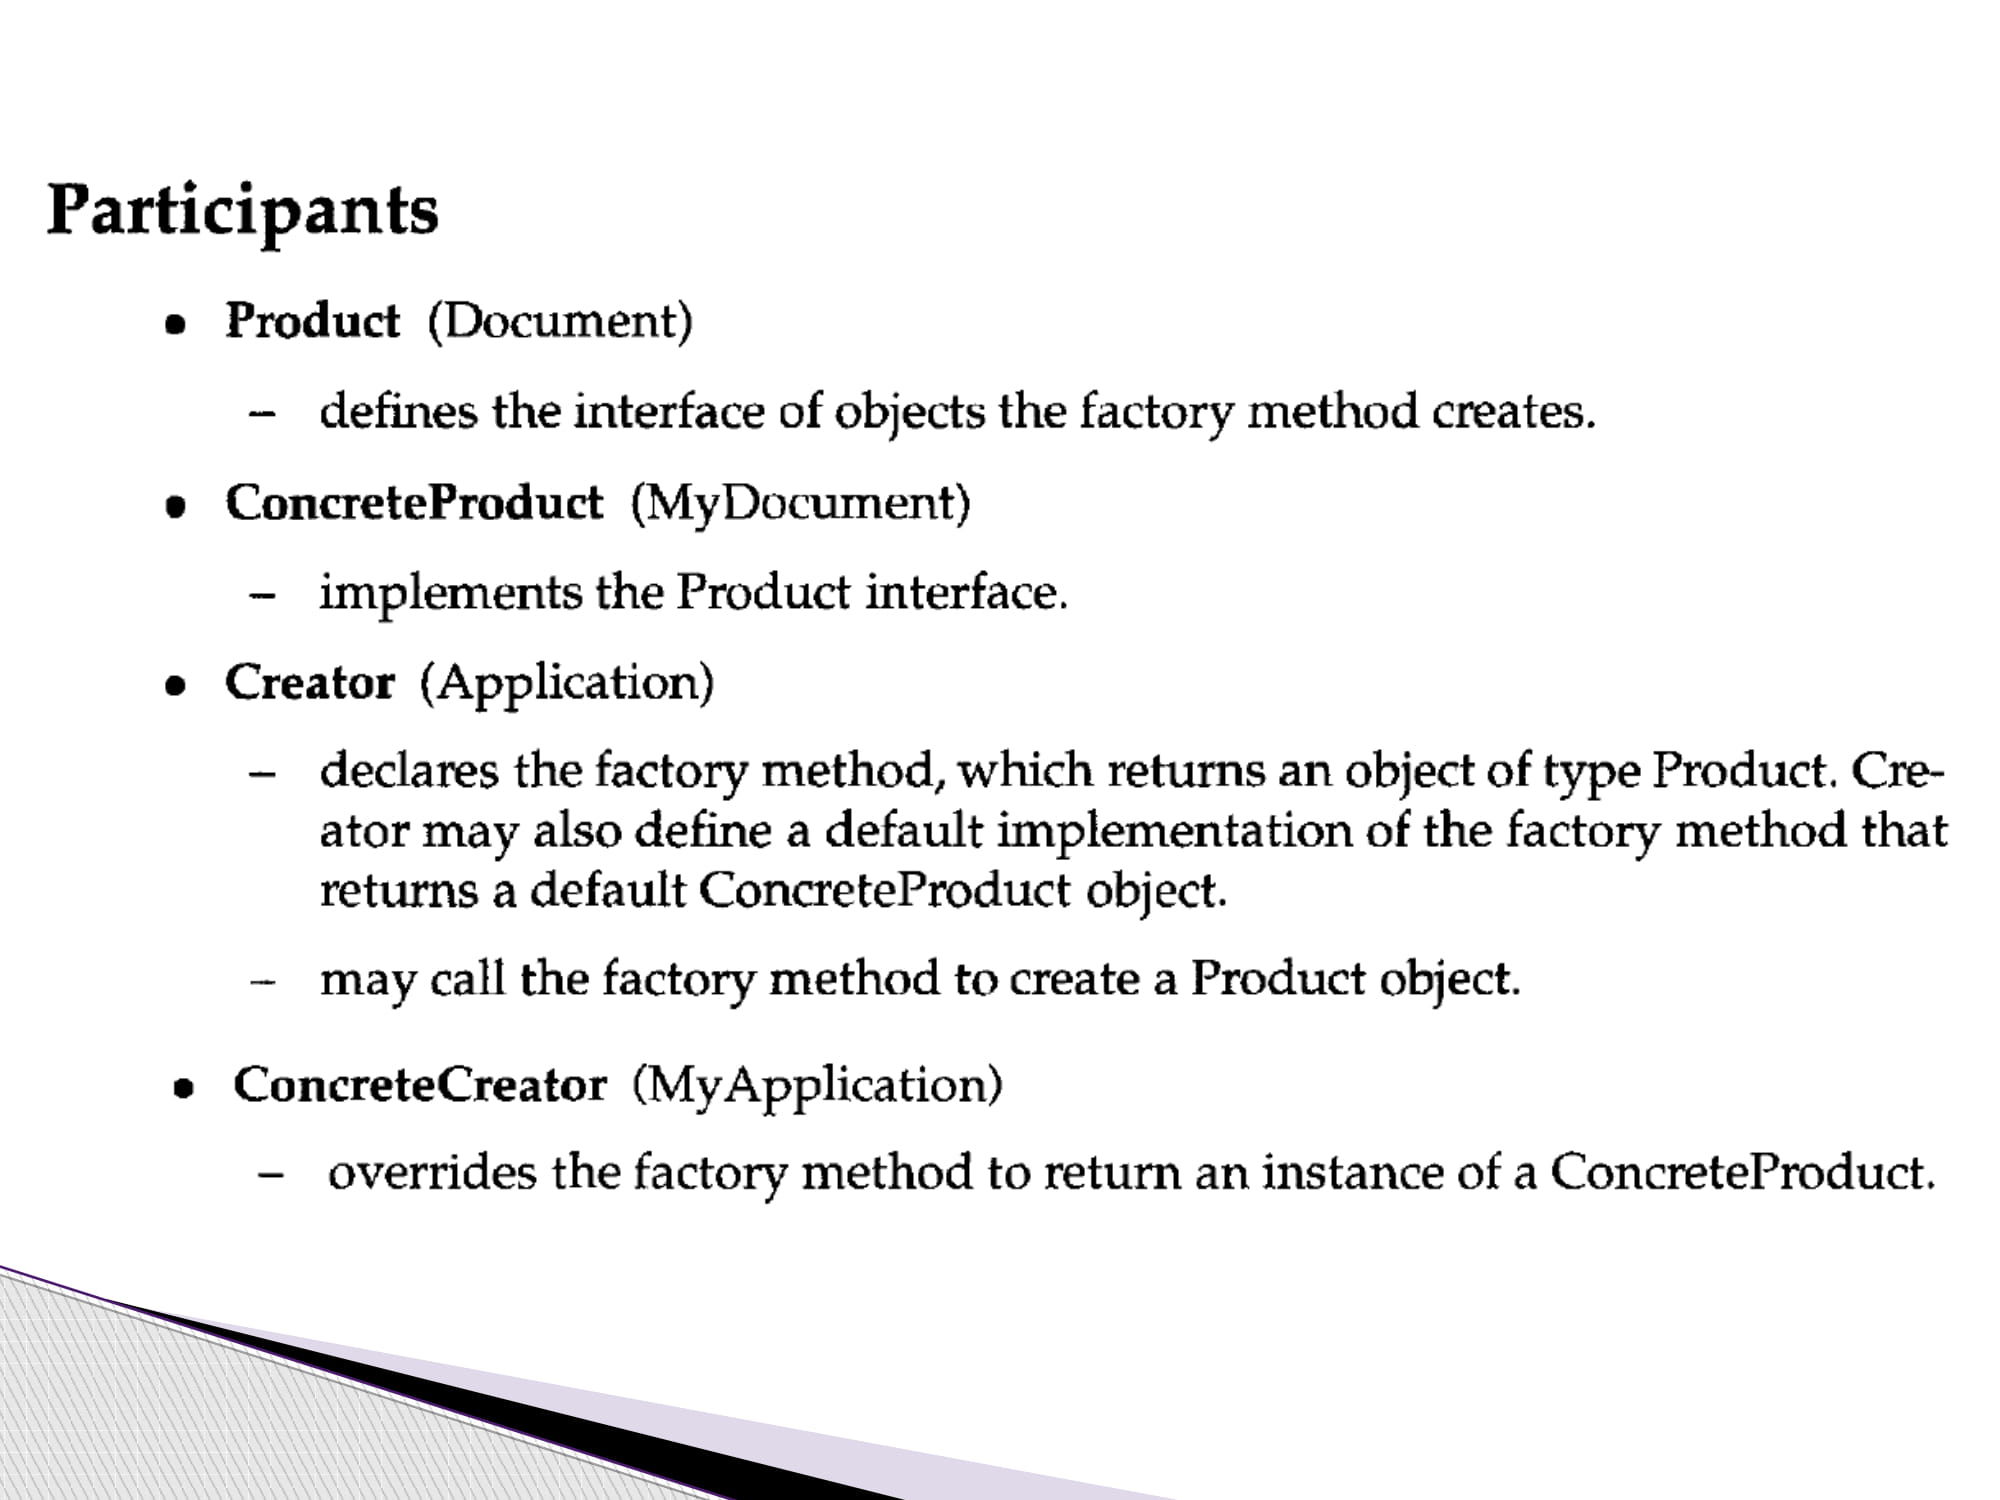 Participants
• Product (Document)
– defines the interface of objects the factory method creates.
• ConcreteProduct (MyDocument)
– implements the Product interface.
• Creator (Application)
– declares the factory method, which returns an object of type Product. Cre-
ator may also define a default implementation of the factory method that
returns a default ConcreteProduct object.
– may call the factory method to create a Product object.
• ConcreteCreator (MyApplication)
– overrides the factory method to return an instance of a ConcreteProduct.